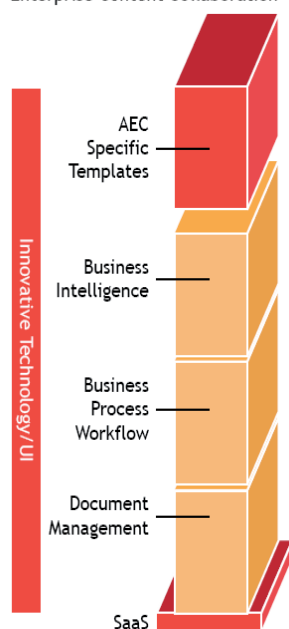 Enterprise Content Collaboration
AEC
Specific
Templates
Innovative Technology/UI
Business
Intelligence
Business
Process
Workflow
Document
Management
SaaS